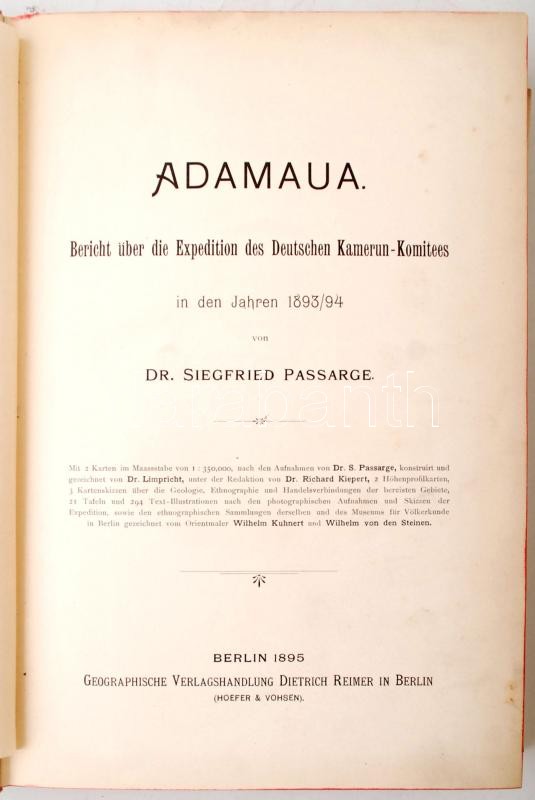 ADAMAUA.
Bericht über die Expedition des Deutschen Kamerun-Komitees
in den Jahren 1893/94
von
DR. SIEGFRIED PASSARGE.
Mit 2 Karten im Maassstabe von 1 : 350,000, nach den Aufnahmen von Dr. S. Passarge, konstruirt und
gezeichnet von Dr. Limpricht, unter der Redaktion von Dr. Richard Kiepert, 2 Höhenprofilkarten,
3 Kartenskizzen über die Geologie, Ethnographie und Handelsverbindungen der bereisten Gebiete,
21 Tafeln und 294 Text-Illustrationen nach den photographischen Aufnahmen und Skizzen der
Expedition, sowie den ethnographischen Sammlungen derselben und des Museums für Völkerkunde
in Berlin gezeichnet vom Orientmaler Wilhelm Kuhnert und Wilhelm von den Steinen.
BERLIN 1895
GEOGRAPHISCHE VERLAGSHANDLUNG DIETRICH REIMER IN BERLIN
(HOEFER & VOHSEN).